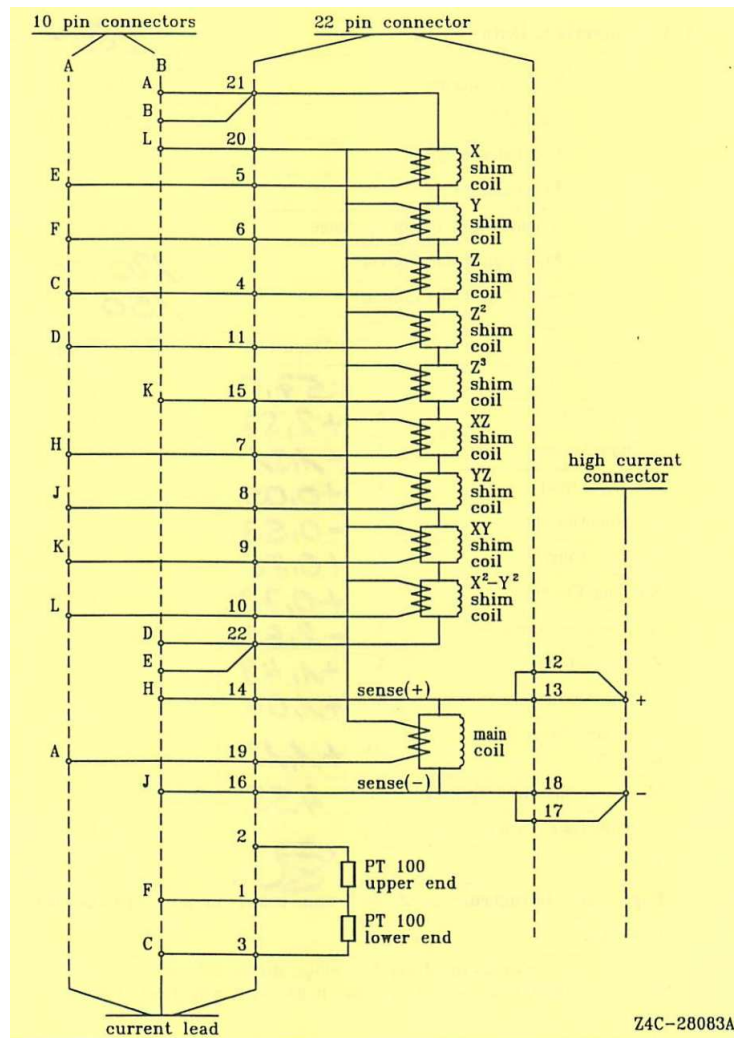 10 pin connectors
22 pin connector
A
B
A
21
B
L
20
X
shim
coil
E
5
Y
shim
coil
F
6
Z
shim
coil
C
4
Z²
shim
coil
D
11
Z³
shim
coil
K
15
XZ
shim
coil
H
7
high current
connector
YZ
shim
coil
J
8
XY
shim
coil
K
9
X²-Y²
shim
coil
L
10
D
22
E
12
H
14
sense(+)
13
+
main
coil
A
19
J
16
sense(-)
18
-
17
2
PT 100
upper end
F
1
PT 100
lower end
C
3
current lead
Z4C-28083A